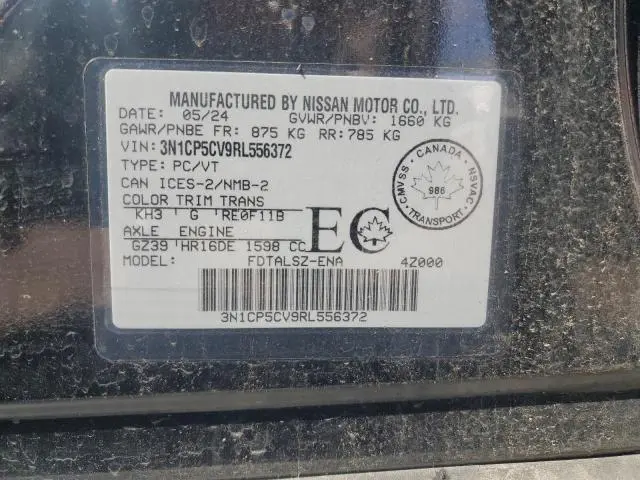 MANUFACTURED BY NISSAN MOTOR CO., LTD.
DATE: 05/24 GVWR/PNBV: 1660 KG
GAWR/PNBE FR: 875 KG RR: 785 KG
VIN: 3N1CP5CV9RL556372
TYPE: PC/VT
CAN ICES-2/NMB-2
COLOR TRIM TRANS
KH3 ' G 'RE0F11B
AXLE ENGINE
GZ39 'HR16DE 1598 CC
EC
MODEL: FDTALSZ-ENA 4Z000
3N1CP5CV9RL556372
CMVSS • CANADA • NSVAC
986
• TRANSPORT •